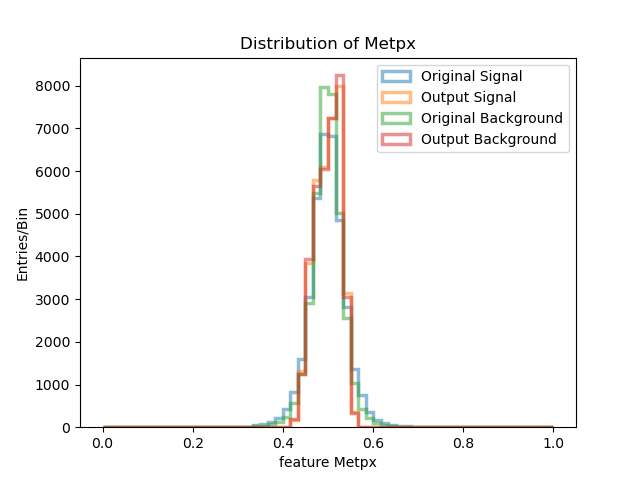 Distribution of Metpx
Original Signal
Output Signal
Original Background
Output Background
Entries/Bin
8000
7000
6000
5000
4000
3000
2000
1000
0
0.0 0.2 0.4 0.6 0.8 1.0
feature Metpx